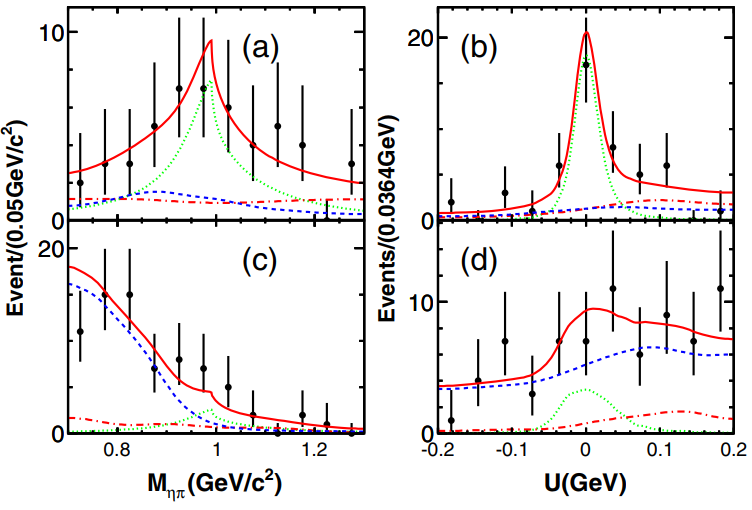 10
(a)
0
Event/(0.05GeV/c²)
20
(c)
0
0.8
1
1.2
M_ηπ(GeV/c²)
20
(b)
0
Events/(0.0364GeV)
10
(d)
0
-0.2
-0.1
0
0.1
0.2
U(GeV)